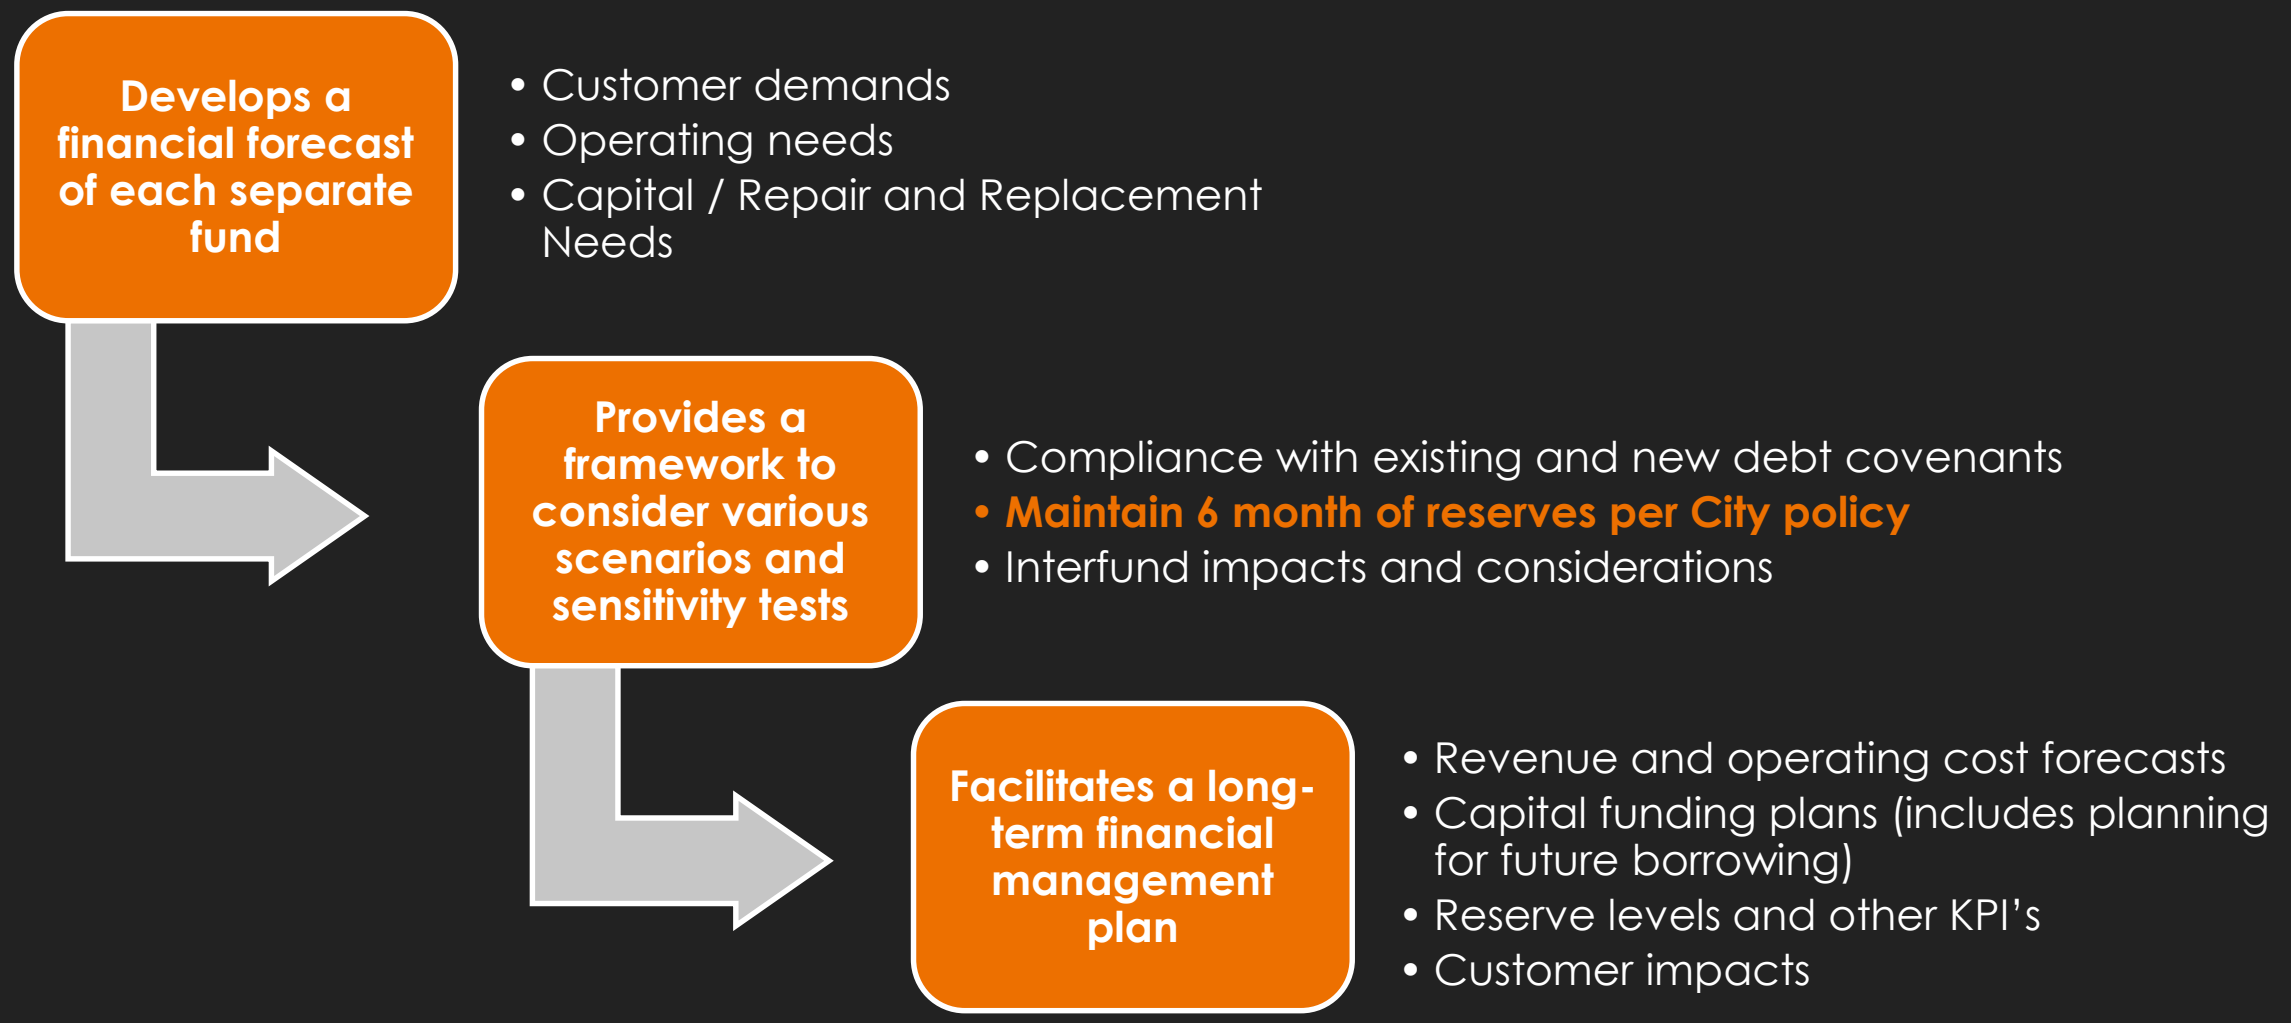 Develops a
financial forecast
of each separate
fund
• Customer demands
• Operating needs
• Capital / Repair and Replacement
Needs
Provides a
framework to
consider various
scenarios and
sensitivity tests
• Compliance with existing and new debt covenants
• Maintain 6 month of reserves per City policy
• Interfund impacts and considerations
Facilitates a long-
term financial
management
plan
• Revenue and operating cost forecasts
• Capital funding plans (includes planning
for future borrowing)
• Reserve levels and other KPI’s
• Customer impacts